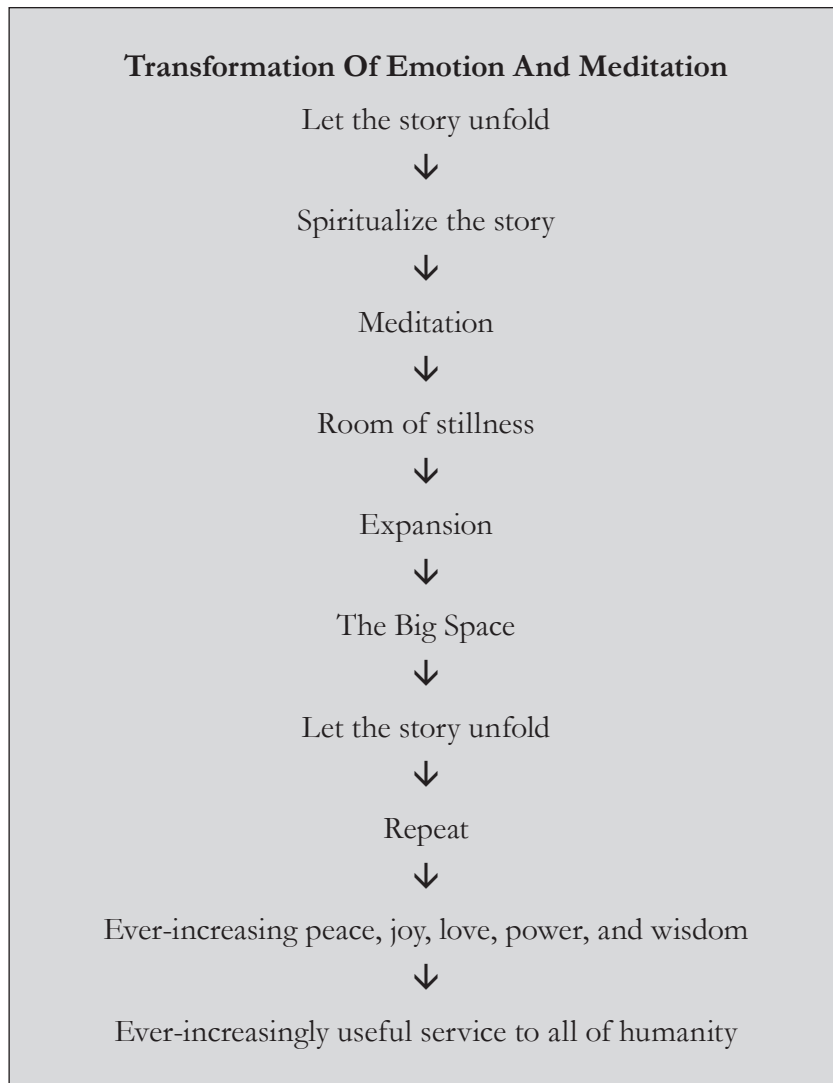 Transformation Of Emotion And Meditation
Let the story unfold
↓
Spiritualize the story
↓
Meditation
↓
Room of stillness
↓
Expansion
↓
The Big Space
↓
Let the story unfold
↓
Repeat
↓
Ever-increasing peace, joy, love, power, and wisdom
↓
Ever-increasingly useful service to all of humanity